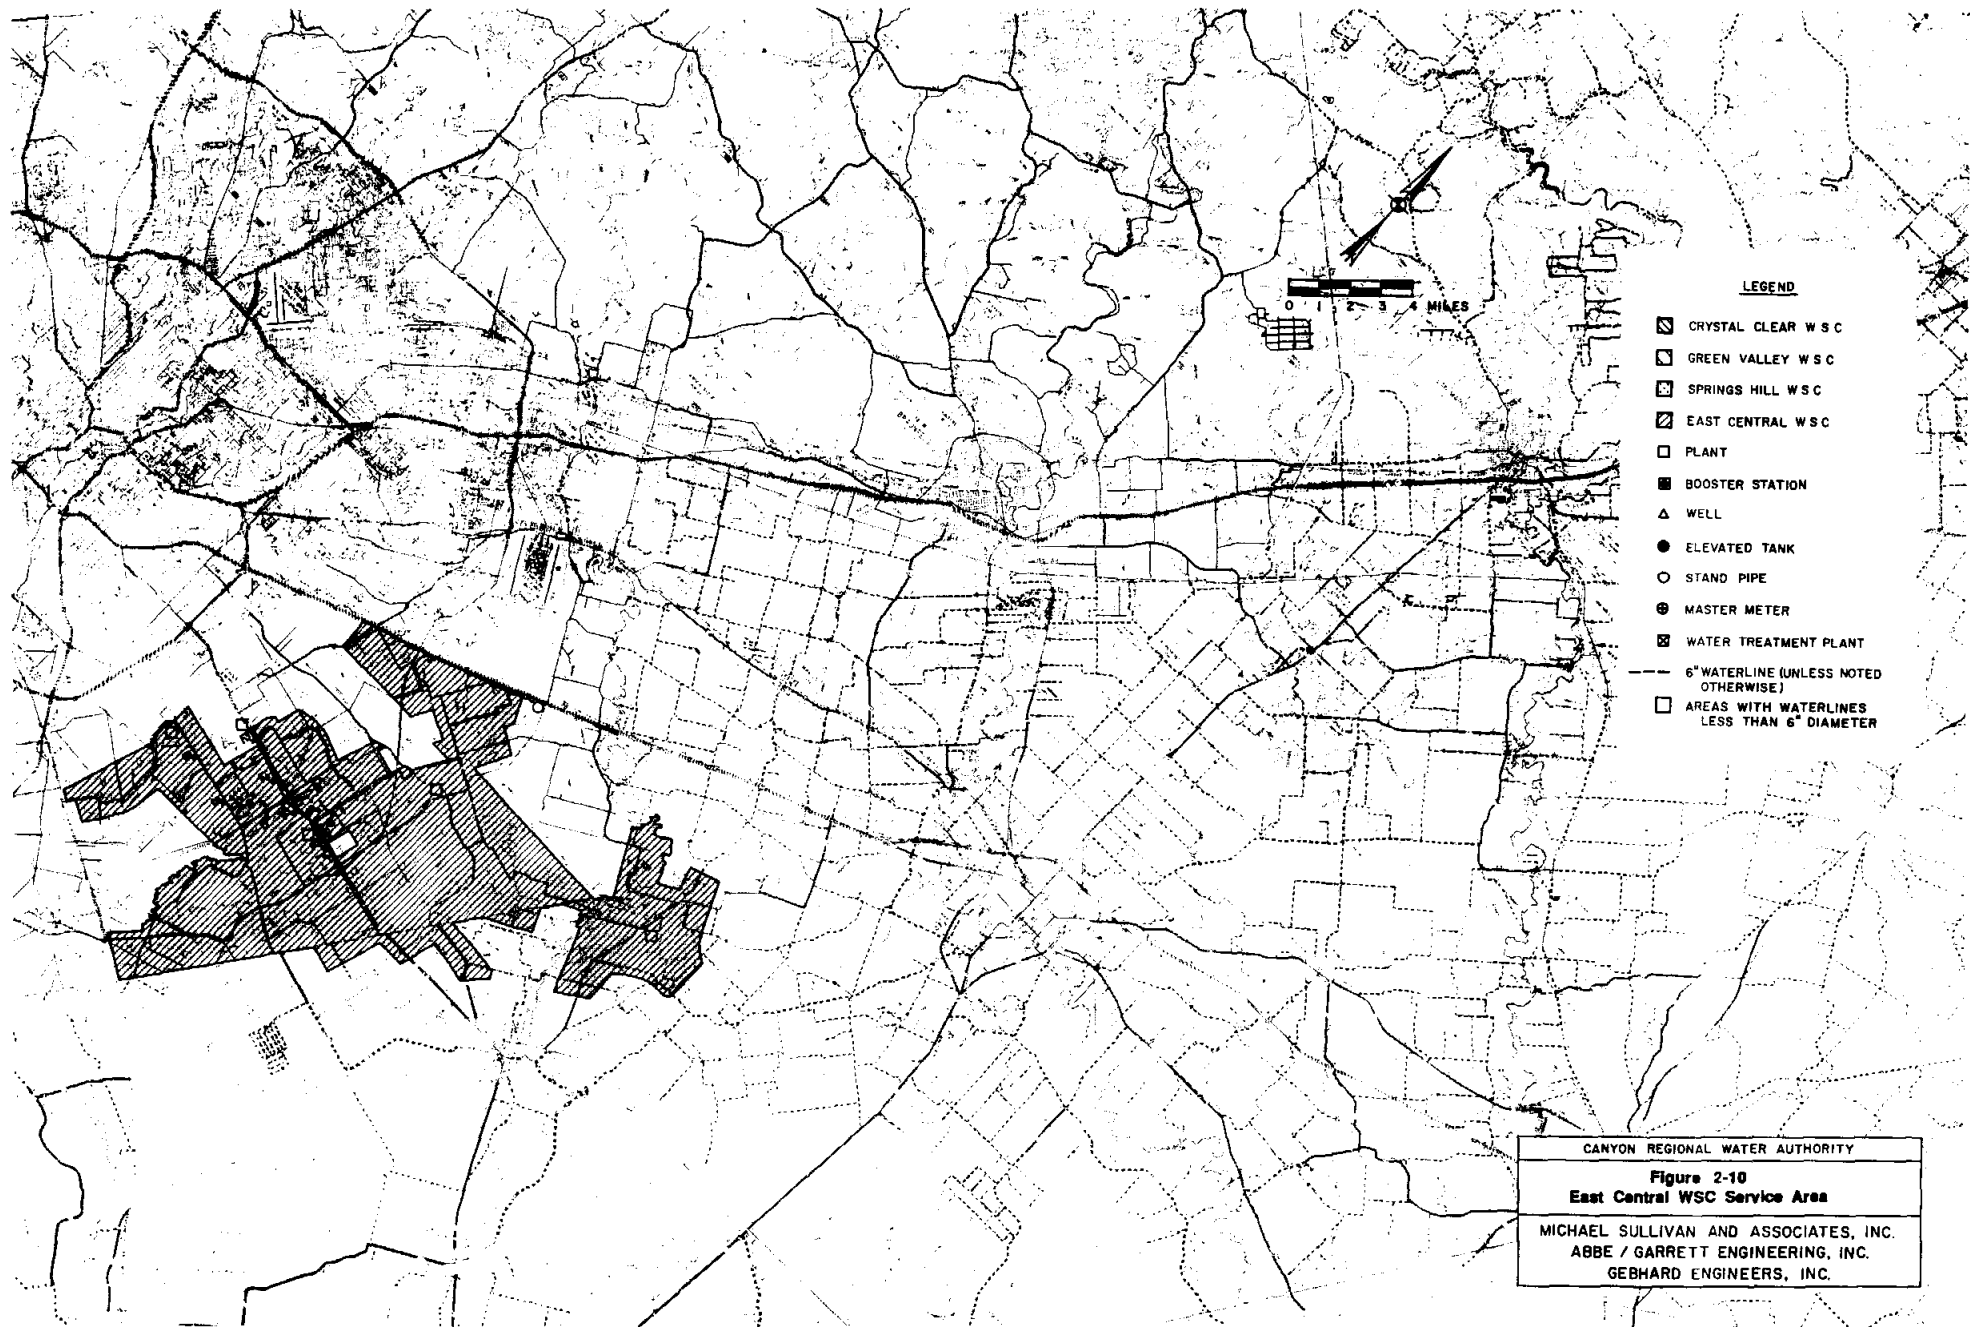 0 1 2 3 4 MILES
LEGEND
CRYSTAL CLEAR W S C
GREEN VALLEY W S C
SPRINGS HILL W S C
EAST CENTRAL W S C
PLANT
BOOSTER STATION
WELL
ELEVATED TANK
STAND PIPE
MASTER METER
WATER TREATMENT PLANT
6" WATERLINE (UNLESS NOTED
OTHERWISE)
AREAS WITH WATERLINES
LESS THAN 6" DIAMETER
CANYON REGIONAL WATER AUTHORITY
Figure 2-10
East Central WSC Service Area
MICHAEL SULLIVAN AND ASSOCIATES, INC.
ABBE / GARRETT ENGINEERING, INC.
GEBHARD ENGINEERS, INC.